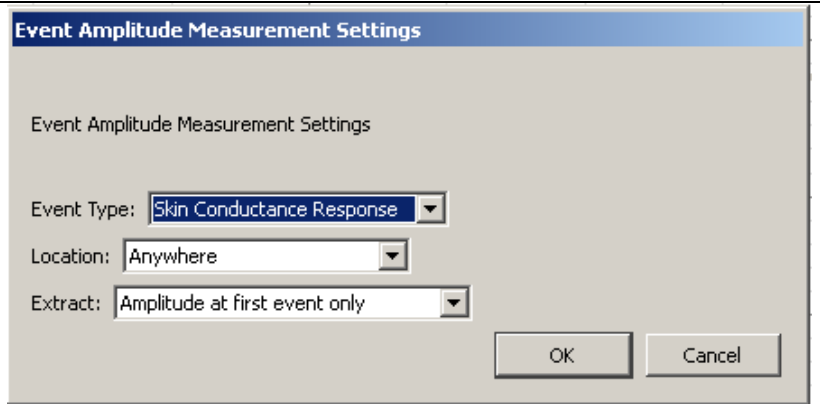 Event Amplitude Measurement Settings
Event Amplitude Measurement Settings
Event Type: Skin Conductance Response
Location: Anywhere
Extract: Amplitude at first event only
OK Cancel